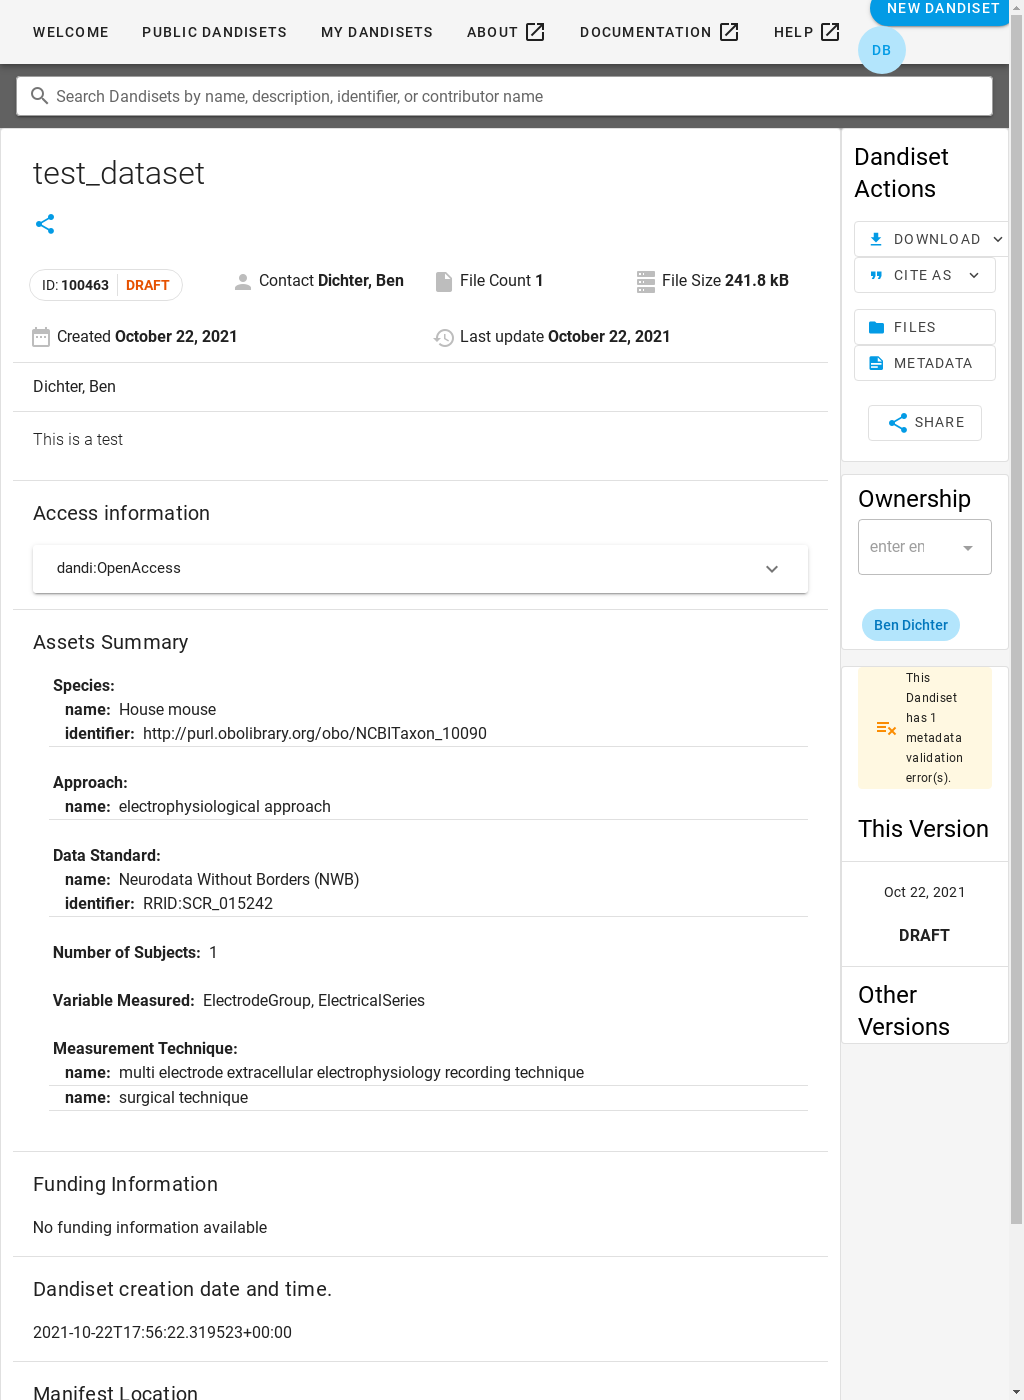 WELCOME PUBLIC DANDISETS MY DANDISETS ABOUT DOCUMENTATION HELP NEW DANDISET
DB
Search Dandisets by name, description, identifier, or contributor name
test_dataset
ID: 100463 DRAFT Contact Dichter, Ben File Count 1 File Size 241.8 kB
Created October 22, 2021 Last update October 22, 2021
Dichter, Ben
This is a test
Access information
dandi:OpenAccess
Assets Summary
Species:
name: House mouse
identifier: http://purl.obolibrary.org/obo/NCBITaxon_10090
Approach:
name: electrophysiological approach
Data Standard:
name: Neurodata Without Borders (NWB)
identifier: RRID:SCR_015242
Number of Subjects: 1
Variable Measured: ElectrodeGroup, ElectricalSeries
Measurement Technique:
name: multi electrode extracellular electrophysiology recording technique
name: surgical technique
Funding Information
No funding information available
Dandiset creation date and time.
2021-10-22T17:56:22.319523+00:00
Manifest Location
Dandiset
Actions
DOWNLOAD
CITE AS
FILES
METADATA
SHARE
Ownership
enter en
Ben Dichter
This
Dandiset
has 1
metadata
validation
error(s).
This Version
Oct 22, 2021
DRAFT
Other
Versions